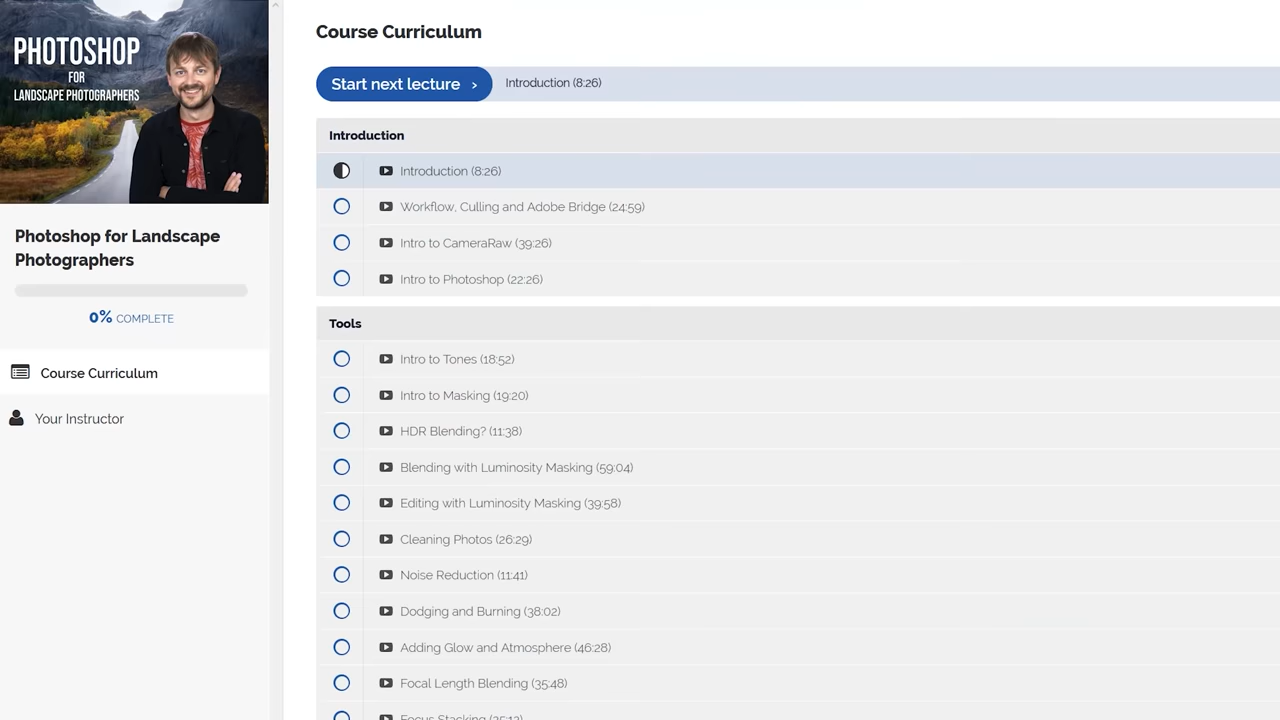 PHOTOSHOP
FOR
LANDSCAPE PHOTOGRAPHERS
Photoshop for Landscape
Photographers
0% COMPLETE
Course Curriculum
Your Instructor
Course Curriculum
Start next lecture ›
Introduction (8:26)
Introduction
Introduction (8:26)
Workflow, Culling and Adobe Bridge (24:59)
Intro to CameraRaw (39:26)
Intro to Photoshop (22:26)
Tools
Intro to Tones (18:52)
Intro to Masking (19:20)
HDR Blending? (11:38)
Blending with Luminosity Masking (59:04)
Editing with Luminosity Masking (39:58)
Cleaning Photos (26:29)
Noise Reduction (11:41)
Dodging and Burning (38:02)
Adding Glow and Atmosphere (46:28)
Focal Length Blending (35:48)
Focus Stacking